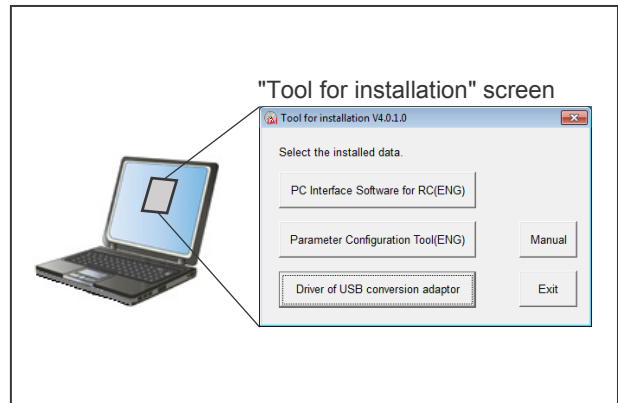 "Tool for installation" screen
Tool for installation V4.0.1.0
Select the installed data.
PC Interface Software for RC(ENG)
Parameter Configuration Tool(ENG)
Manual
Driver of USB conversion adaptor
Exit